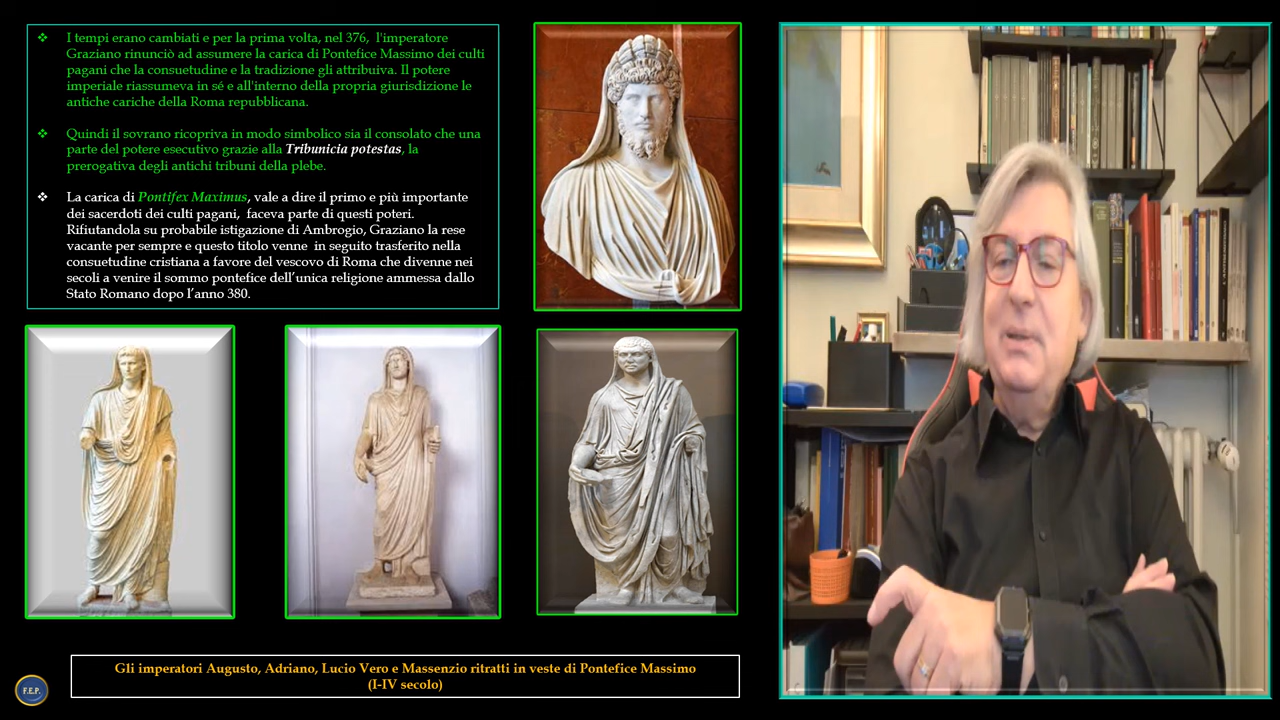 ❖ I tempi erano cambiati e per la prima volta, nel 376, l'imperatore
Graziano rinunciò ad assumere la carica di Pontefice Massimo dei culti
pagani che la consuetudine e la tradizione gli attribuiva. Il potere
imperiale riassumeva in sé e all'interno della propria giurisdizione le
antiche cariche della Roma repubblicana.
❖ Quindi il sovrano ricopriva in modo simbolico sia il consolato che una
parte del potere esecutivo grazie alla Tribunicia potestas, la
prerogativa degli antichi tribuni della plebe.
❖ La carica di Pontifex Maximus, vale a dire il primo e più importante
dei sacerdoti dei culti pagani, faceva parte di questi poteri.
Rifiutandola su probabile istigazione di Ambrogio, Graziano la rese
vacante per sempre e questo titolo venne in seguito trasferito nella
consuetudine cristiana a favore del vescovo di Roma che divenne nei
secoli a venire il sommo pontefice dell'unica religione ammessa dallo
Stato Romano dopo l'anno 380.
Gli imperatori Augusto, Adriano, Lucio Vero e Massenzio ritratti in veste di Pontefice Massimo
(I-IV secolo)
F.E.P.